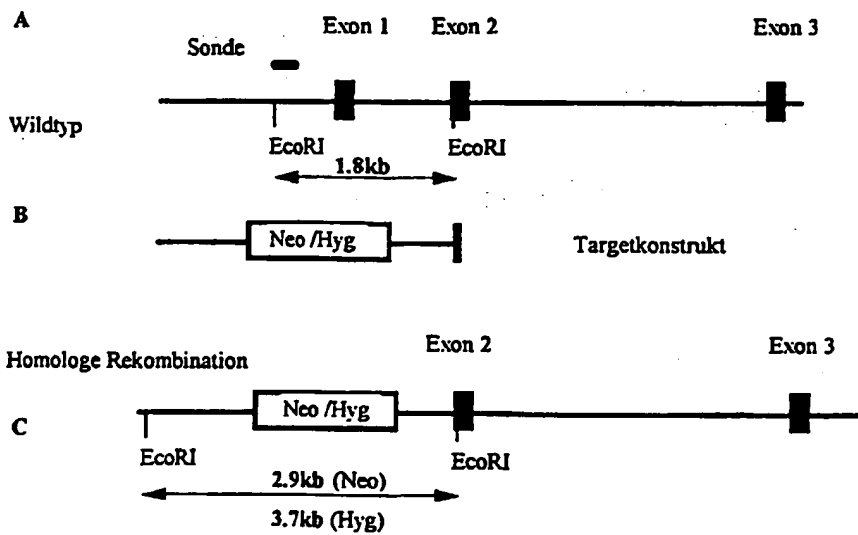 A
Exon 1 Exon 2 Exon 3
Sonde
Wildtyp
EcoRI EcoRI
1.8kb
B
Neo /Hyg
Targetkonstrukt
Homologe Rekombination
Exon 2 Exon 3
C
Neo /Hyg
EcoRI EcoRI
2.9kb (Neo)
3.7kb (Hyg)